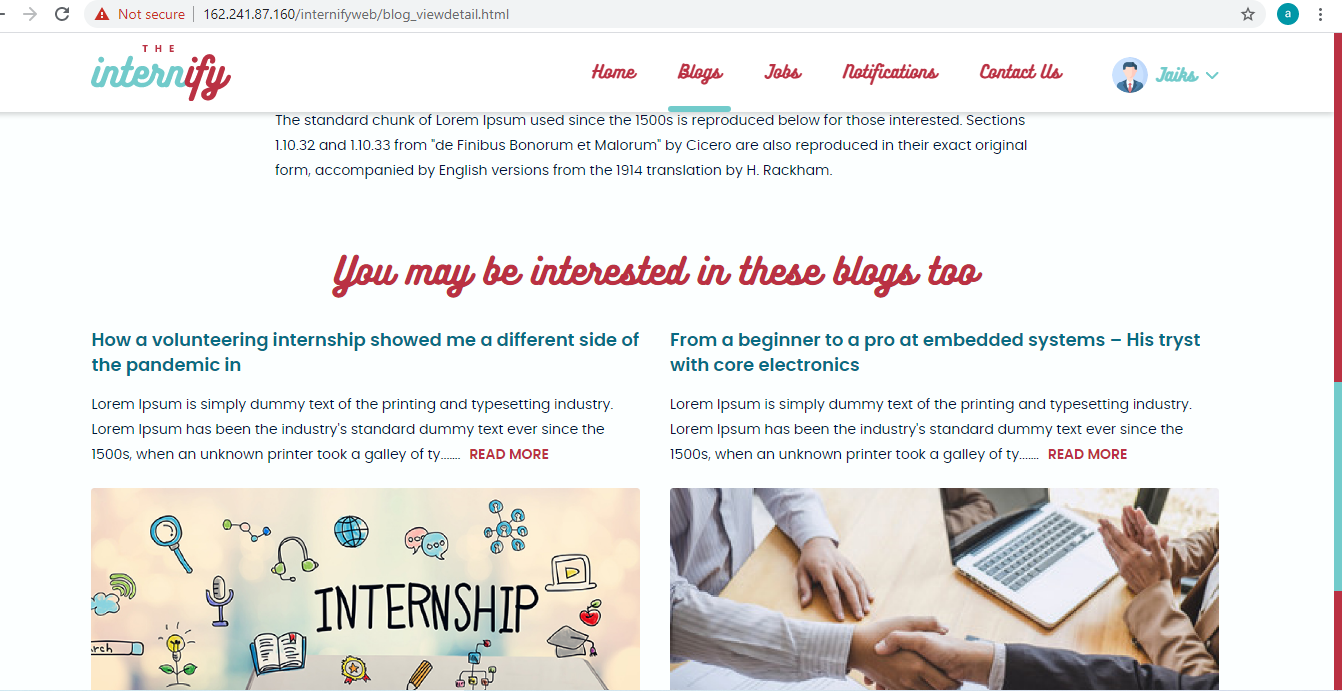 Not secure | 162.241.87.160/internifyweb/blog_viewdetail.html
a
THE
internify
Home
Blogs
Jobs
Notifications
Contact Us
Jaiks
The standard chunk of Lorem Ipsum used since the 1500s is reproduced below for those interested. Sections
1.10.32 and 1.10.33 from "de Finibus Bonorum et Malorum" by Cicero are also reproduced in their exact original
form, accompanied by English versions from the 1914 translation by H. Rackham.
You may be interested in these blogs too
How a volunteering internship showed me a different side of
the pandemic in
Lorem Ipsum is simply dummy text of the printing and typesetting industry.
Lorem Ipsum has been the industry's standard dummy text ever since the
1500s, when an unknown printer took a galley of ty....... READ MORE
INTERNSHIP
rch
From a beginner to a pro at embedded systems – His tryst
with core electronics
Lorem Ipsum is simply dummy text of the printing and typesetting industry.
Lorem Ipsum has been the industry's standard dummy text ever since the
1500s, when an unknown printer took a galley of ty....... READ MORE